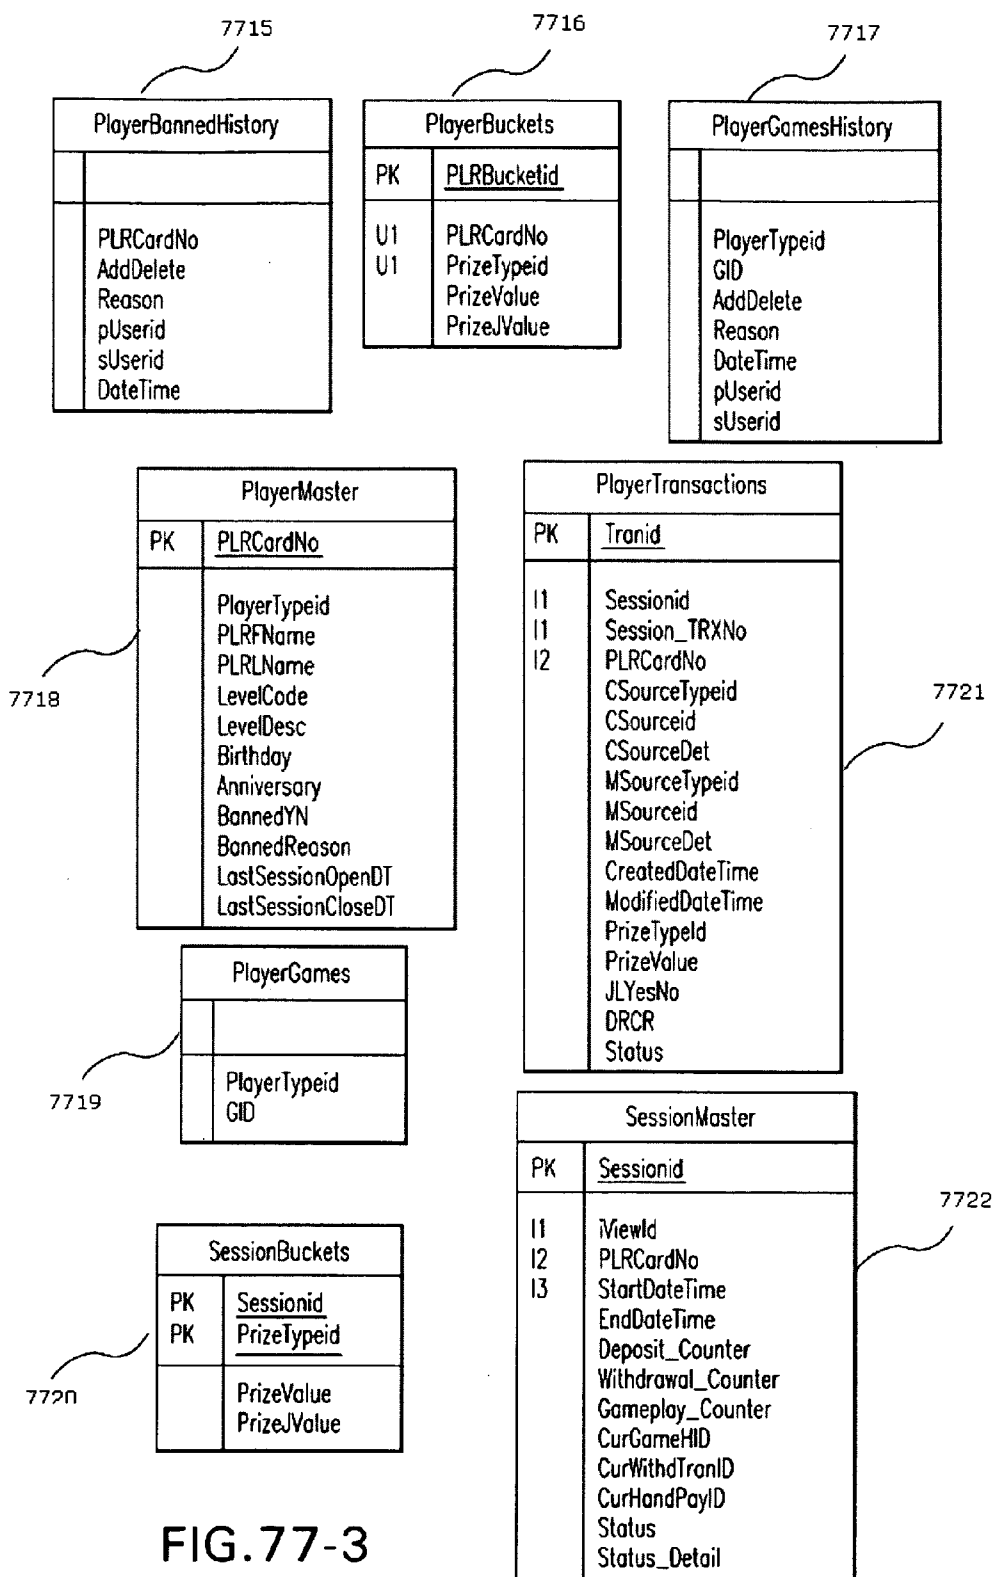 7715
7716
7717
PlayerBannedHistory
PLRCardNo
AddDelete
Reason
pUserid
sUserid
DateTime
PlayerBuckets
PK PLRBucketid
U1 PLRCardNo
U1 PrizeTypeid
PrizeValue
PrizeJValue
PlayerGamesHistory
PlayerTypeid
GID
AddDelete
Reason
DateTime
pUserid
sUserid
PlayerMaster
PK PLRCardNo
PlayerTypeid
PLRFName
PLRLName
LevelCode
LevelDesc
Birthday
Anniversary
BannedYN
BannedReason
LastSessionOpenDT
LastSessionCloseDT
7718
PlayerTransactions
PK Tranid
I1 Sessionid
I1 Session_TRXNo
I2 PLRCardNo
CSourceTypeid
CSourceid
CSourceDet
MSourceTypeid
MSourceid
MSourceDet
CreatedDateTime
ModifiedDateTime
PrizeTypeId
PrizeValue
JLYesNo
DRCR
Status
7721
PlayerGames
PlayerTypeid
GID
7719
SessionMaster
PK Sessionid
I1 iViewId
I2 PLRCardNo
I3 StartDateTime
EndDateTime
Deposit_Counter
Withdrawal_Counter
Gameplay_Counter
CurGameHID
CurWithdTranID
CurHandPayID
Status
Status_Detail
7722
SessionBuckets
PK Sessionid
PK PrizeTypeid
PrizeValue
PrizeJValue
7720
FIG.77-3